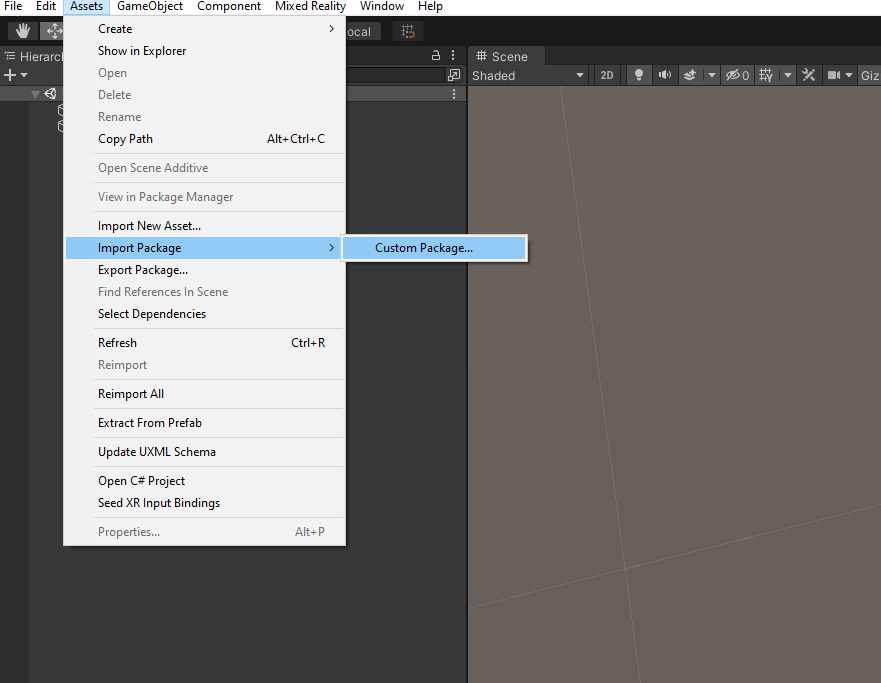 File Edit Assets GameObject Component Mixed Reality Window Help
ocal
Hierarc
Scene
Shaded
2D
0
Giz
Create
Show in Explorer
Open
Delete
Rename
Copy Path Alt+Ctrl+C
Open Scene Additive
View in Package Manager
Import New Asset...
Import Package Custom Package...
Export Package...
Find References In Scene
Select Dependencies
Refresh Ctrl+R
Reimport
Reimport All
Extract From Prefab
Update UXML Schema
Open C# Project
Seed XR Input Bindings
Properties... Alt+P